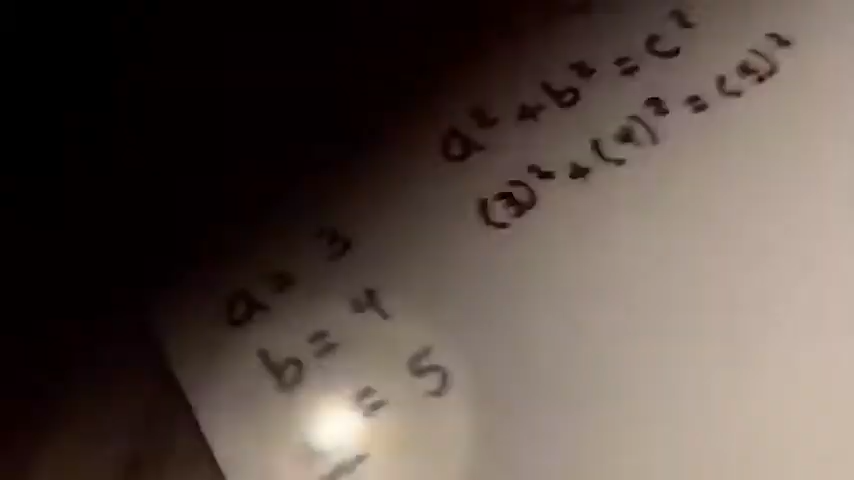 a² + b² = c²
(3)² + (4)² = (5)²
a = 3
b = 4
= 5